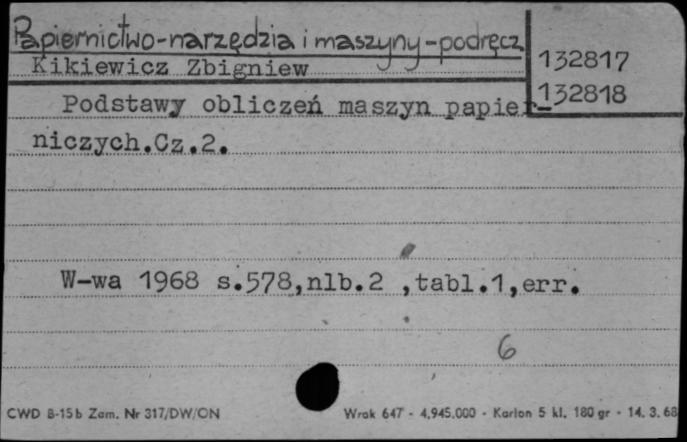 Papiernictwo-narzędzia i maszyny-podręcz.
Kikiewicz Zbigniew
132817
132818
Podstawy obliczeń maszyn papier-
niczych.Cz.2.
W-wa 1968 s.578,nlb.2 ,tabl.1,err.
6
CWD B-15b Zam. Nr 317/DW/ON
Wrak 647 - 4,945.000 - Karton 5 kl. 180 gr - 14. 3. 68